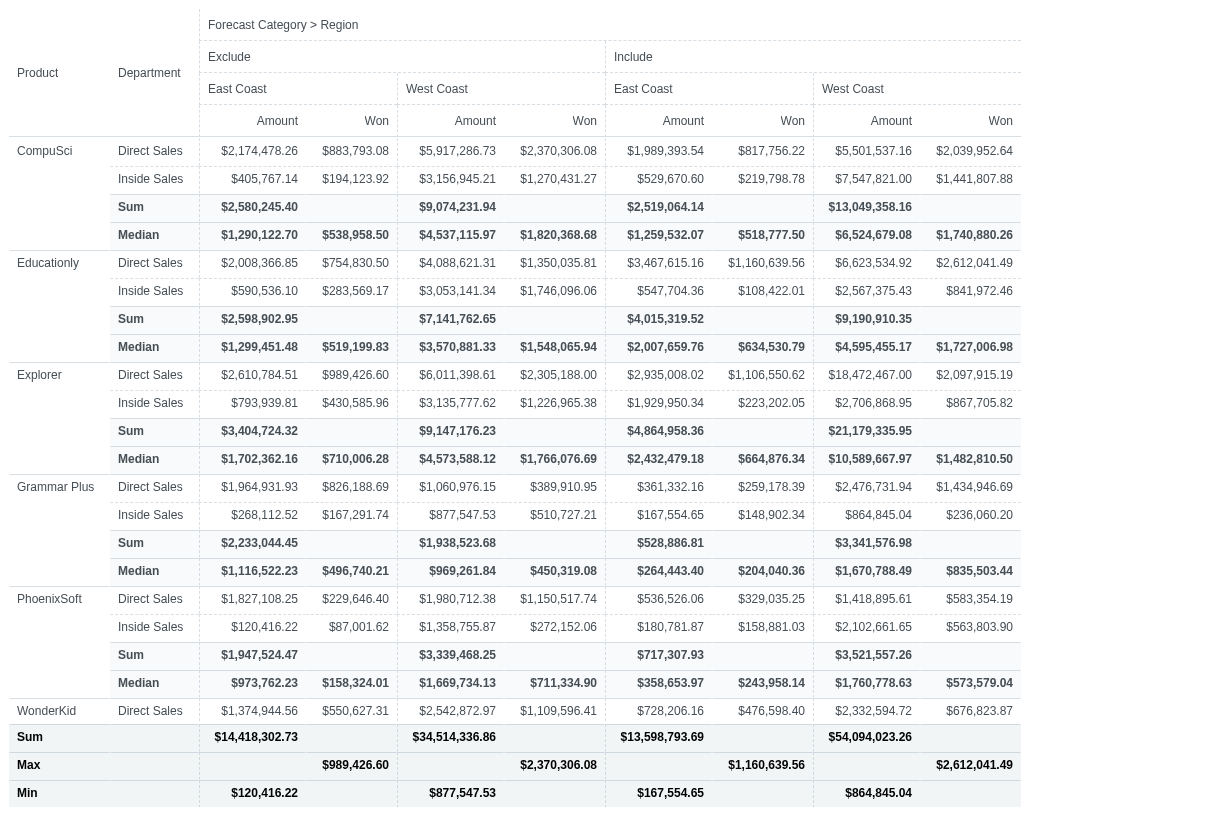 Forecast Category > Region
Product Department Exclude Include
East Coast West Coast East Coast West Coast
Amount Won Amount Won Amount Won Amount Won
CompuSci Direct Sales $2,174,478.26 $883,793.08 $5,917,286.73 $2,370,306.08 $1,989,393.54 $817,756.22 $5,501,537.16 $2,039,952.64
Inside Sales $405,767.14 $194,123.92 $3,156,945.21 $1,270,431.27 $529,670.60 $219,798.78 $7,547,821.00 $1,441,807.88
Sum $2,580,245.40 $9,074,231.94 $2,519,064.14 $13,049,358.16
Median $1,290,122.70 $538,958.50 $4,537,115.97 $1,820,368.68 $1,259,532.07 $518,777.50 $6,524,679.08 $1,740,880.26
Educationly Direct Sales $2,008,366.85 $754,830.50 $4,088,621.31 $1,350,035.81 $3,467,615.16 $1,160,639.56 $6,623,534.92 $2,612,041.49
Inside Sales $590,536.10 $283,569.17 $3,053,141.34 $1,746,096.06 $547,704.36 $108,422.01 $2,567,375.43 $841,972.46
Sum $2,598,902.95 $7,141,762.65 $4,015,319.52 $9,190,910.35
Median $1,299,451.48 $519,199.83 $3,570,881.33 $1,548,065.94 $2,007,659.76 $634,530.79 $4,595,455.17 $1,727,006.98
Explorer Direct Sales $2,610,784.51 $989,426.60 $6,011,398.61 $2,305,188.00 $2,935,008.02 $1,106,550.62 $18,472,467.00 $2,097,915.19
Inside Sales $793,939.81 $430,585.96 $3,135,777.62 $1,226,965.38 $1,929,950.34 $223,202.05 $2,706,868.95 $867,705.82
Sum $3,404,724.32 $9,147,176.23 $4,864,958.36 $21,179,335.95
Median $1,702,362.16 $710,006.28 $4,573,588.12 $1,766,076.69 $2,432,479.18 $664,876.34 $10,589,667.97 $1,482,810.50
Grammar Plus Direct Sales $1,964,931.93 $826,188.69 $1,060,976.15 $389,910.95 $361,332.16 $259,178.39 $2,476,731.94 $1,434,946.69
Inside Sales $268,112.52 $167,291.74 $877,547.53 $510,727.21 $167,554.65 $148,902.34 $864,845.04 $236,060.20
Sum $2,233,044.45 $1,938,523.68 $528,886.81 $3,341,576.98
Median $1,116,522.23 $496,740.21 $969,261.84 $450,319.08 $264,443.40 $204,040.36 $1,670,788.49 $835,503.44
PhoenixSoft Direct Sales $1,827,108.25 $229,646.40 $1,980,712.38 $1,150,517.74 $536,526.06 $329,035.25 $1,418,895.61 $583,354.19
Inside Sales $120,416.22 $87,001.62 $1,358,755.87 $272,152.06 $180,781.87 $158,881.03 $2,102,661.65 $563,803.90
Sum $1,947,524.47 $3,339,468.25 $717,307.93 $3,521,557.26
Median $973,762.23 $158,324.01 $1,669,734.13 $711,334.90 $358,653.97 $243,958.14 $1,760,778.63 $573,579.04
WonderKid Direct Sales $1,374,944.56 $550,627.31 $2,542,872.97 $1,109,596.41 $728,206.16 $476,598.40 $2,332,594.72 $676,823.87
Sum $14,418,302.73 $34,514,336.86 $13,598,793.69 $54,094,023.26
Max $989,426.60 $2,370,306.08 $1,160,639.56 $2,612,041.49
Min $120,416.22 $877,547.53 $167,554.65 $864,845.04